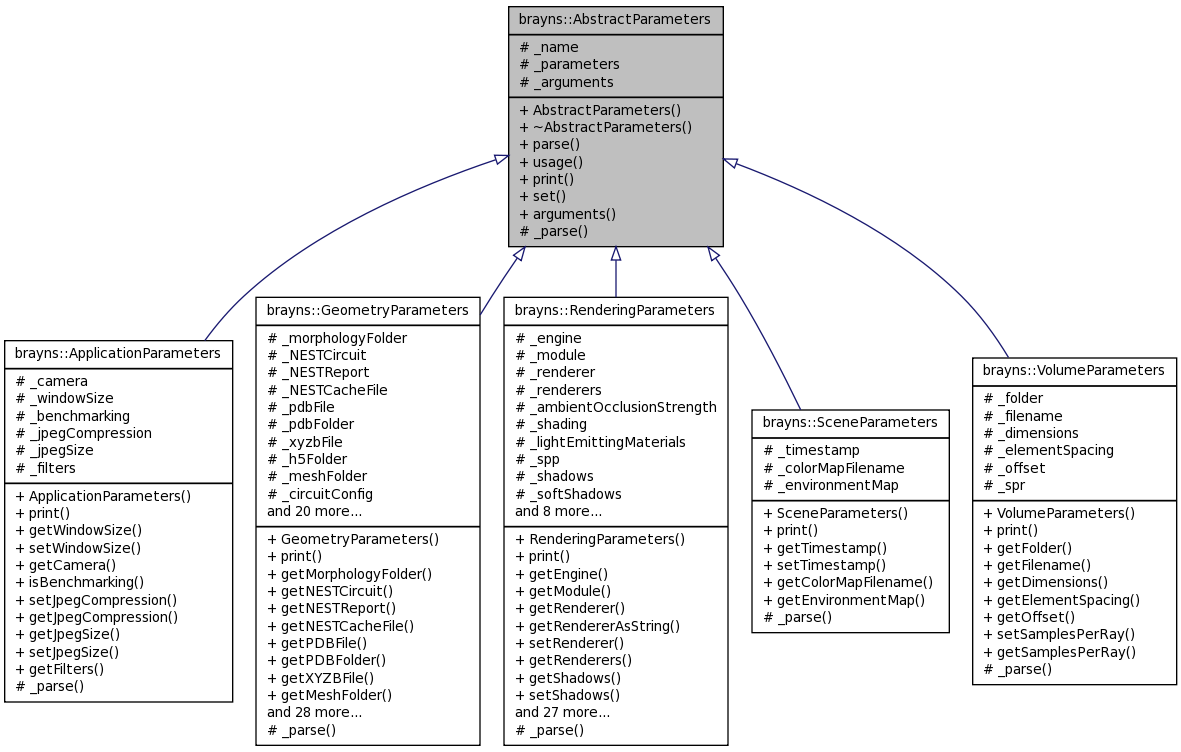 brayns::AbstractParameters
# _name
# _parameters
# _arguments
+ AbstractParameters()
+ ~AbstractParameters()
+ parse()
+ usage()
+ print()
+ set()
+ arguments()
# _parse()
brayns::ApplicationParameters
# _camera
# _windowSize
# _benchmarking
# _jpegCompression
# _jpegSize
# _filters
+ ApplicationParameters()
+ print()
+ getWindowSize()
+ setWindowSize()
+ getCamera()
+ isBenchmarking()
+ setJpegCompression()
+ getJpegCompression()
+ getJpegSize()
+ setJpegSize()
+ getFilters()
# _parse()
brayns::GeometryParameters
# _morphologyFolder
# _NESTCircuit
# _NESTReport
# _NESTCacheFile
# _pdbFile
# _pdbFolder
# _xyzbFile
# _h5Folder
# _meshFolder
# _circuitConfig
and 20 more...
+ GeometryParameters()
+ print()
+ getMorphologyFolder()
+ getNESTCircuit()
+ getNESTReport()
+ getNESTCacheFile()
+ getPDBFile()
+ getPDBFolder()
+ getXYZBFile()
+ getMeshFolder()
and 28 more...
# _parse()
brayns::RenderingParameters
# _engine
# _module
# _renderer
# _renderers
# _ambientOcclusionStrength
# _shading
# _lightEmittingMaterials
# _spp
# _shadows
# _softShadows
and 8 more...
+ RenderingParameters()
+ print()
+ getEngine()
+ getModule()
+ getRenderer()
+ getRendererAsString()
+ setRenderer()
+ getRenderers()
+ getShadows()
+ setShadows()
and 27 more...
# _parse()
brayns::SceneParameters
# _timestamp
# _colorMapFilename
# _environmentMap
+ SceneParameters()
+ print()
+ getTimestamp()
+ setTimestamp()
+ getColorMapFilename()
+ getEnvironmentMap()
# _parse()
brayns::VolumeParameters
# _folder
# _filename
# _dimensions
# _elementSpacing
# _offset
# _spr
+ VolumeParameters()
+ print()
+ getFolder()
+ getFilename()
+ getDimensions()
+ getElementSpacing()
+ getOffset()
+ setSamplesPerRay()
+ getSamplesPerRay()
# _parse()